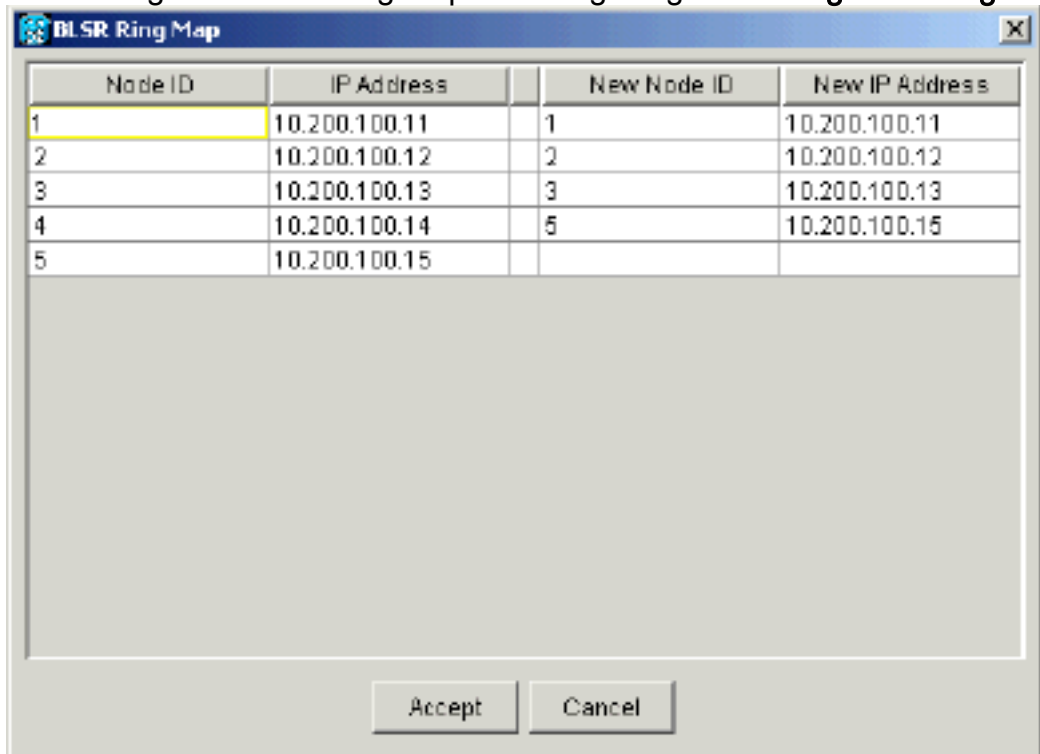 BLSR Ring Map
Node ID IP Address New Node ID New IP Address
1 10.200.100.11 1 10.200.100.11
2 10.200.100.12 2 10.200.100.12
3 10.200.100.13 3 10.200.100.13
4 10.200.100.14 5 10.200.100.15
5 10.200.100.15
Accept Cancel